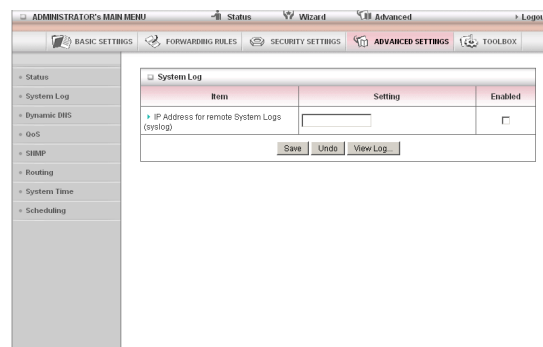 ADMINISTRATOR's MAIN MENU Status Wizard Advanced Logou
BASIC SETTINGS FORWARDING RULES SECURITY SETTINGS ADVANCED SETTINGS TOOLBOX
Status
System Log
Dynamic DNS
QoS
SNMP
Routing
System Time
Scheduling
System Log
Item Setting Enabled
IP Address for remote System Logs
(syslog)
Save Undo View Log...